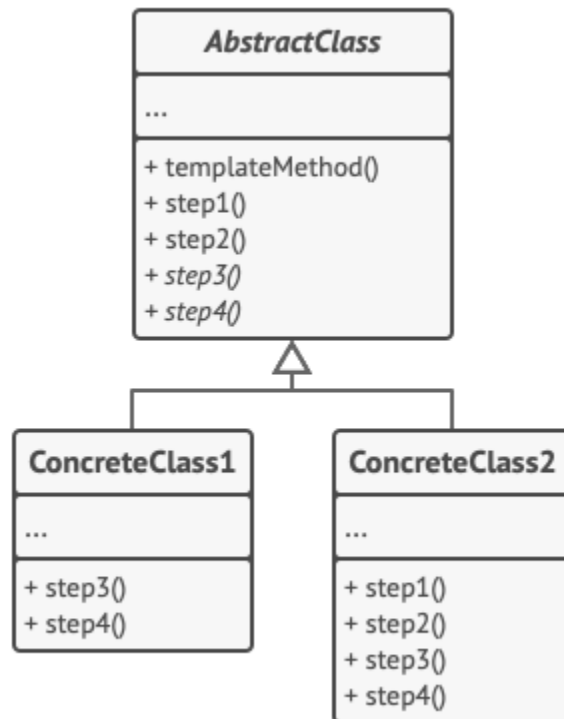 AbstractClass
...
+ templateMethod()
+ step1()
+ step2()
+ step3()
+ step4()
ConcreteClass1
...
+ step3()
+ step4()
ConcreteClass2
...
+ step1()
+ step2()
+ step3()
+ step4()